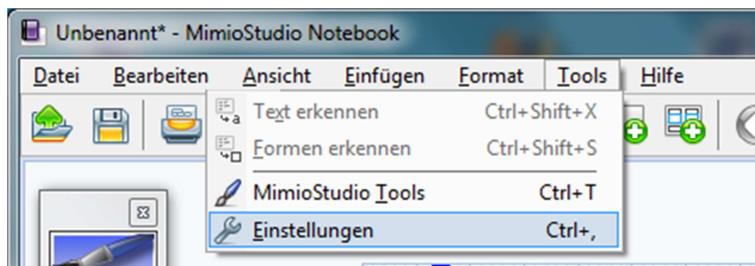 Unbenannt* - MimioStudio Notebook
Datei Bearbeiten Ansicht Einfügen Format Tools Hilfe
Text erkennen Ctrl+Shift+X
Formen erkennen Ctrl+Shift+S
MimioStudio Tools Ctrl+T
Einstellungen Ctrl+,